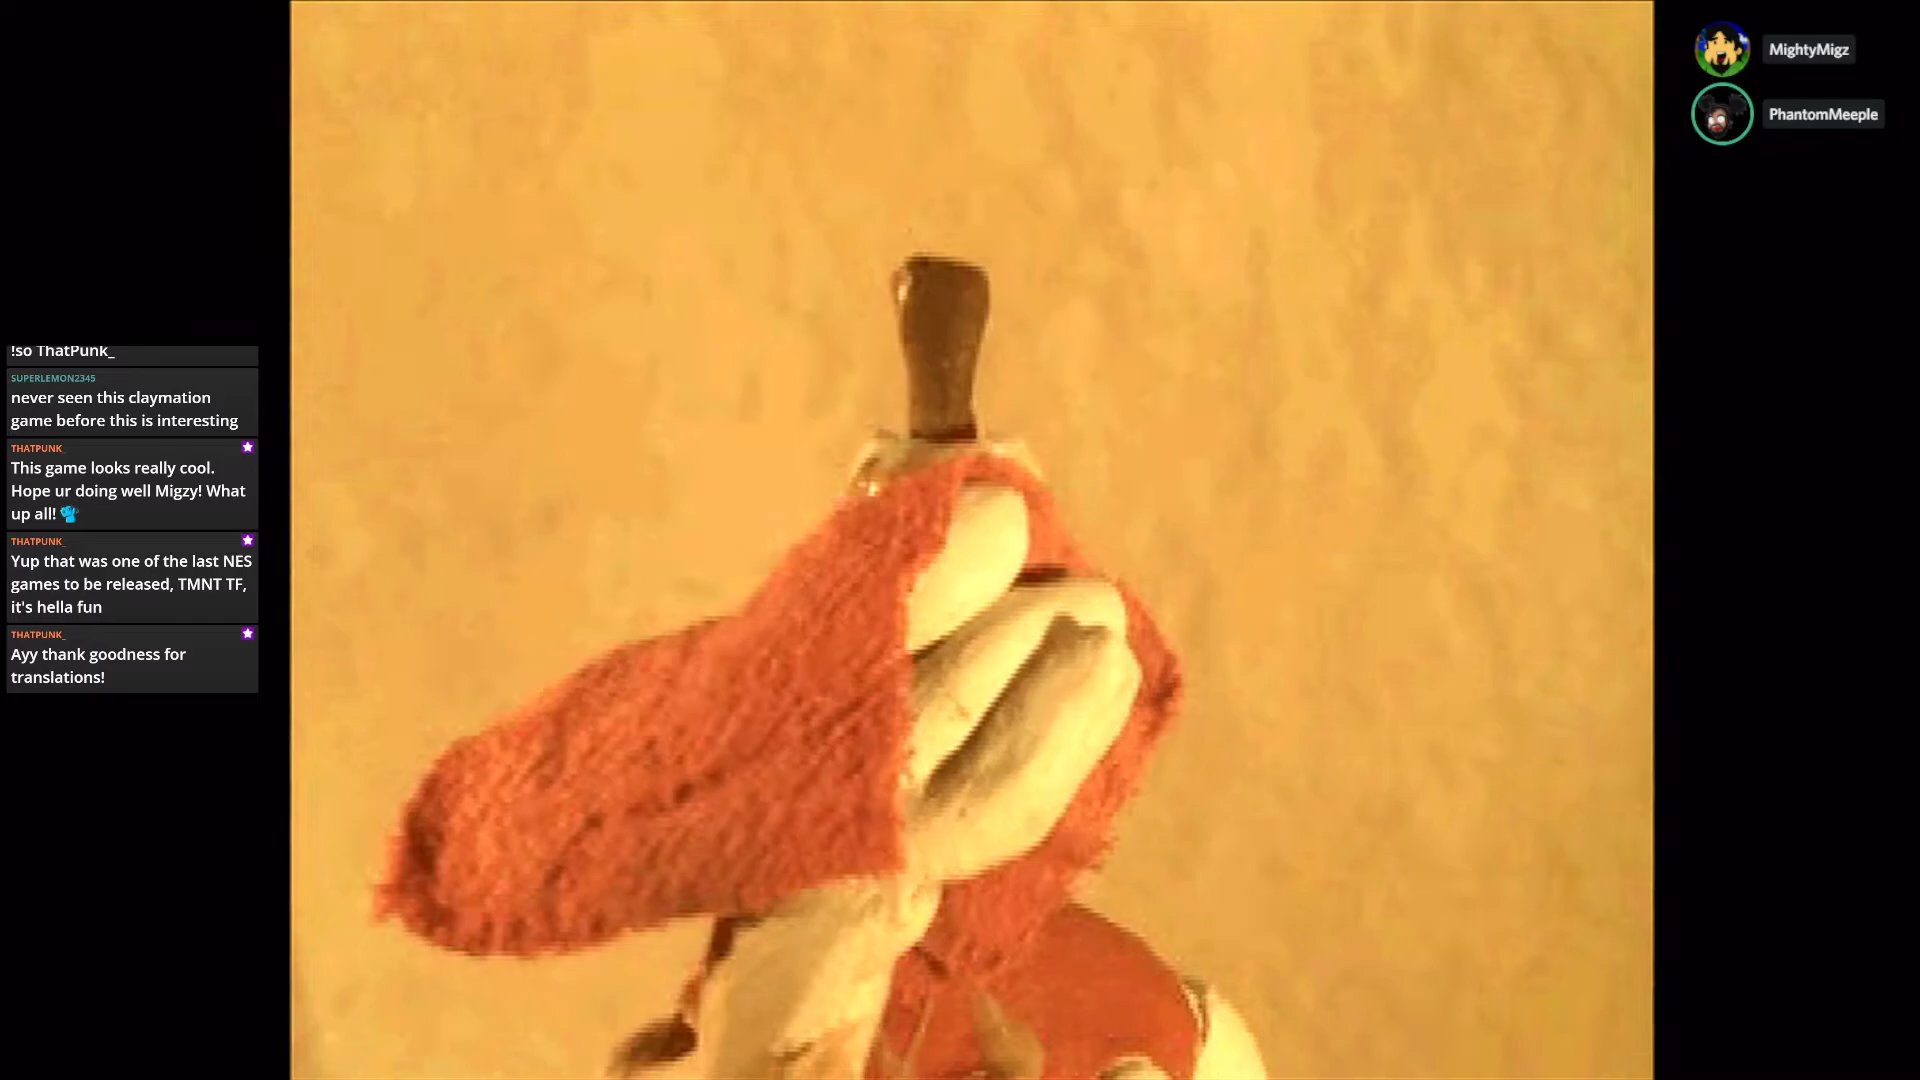 !so ThatPunk_
SUPERLEMON2345
never seen this claymation
game before this is interesting
THATPUNK_
This game looks really cool.
Hope ur doing well Migzy! What
up all!
THATPUNK_
Yup that was one of the last NES
games to be released, TMNT TF,
it's hella fun
THATPUNK_
Ayy thank goodness for
translations!
MightyMigz
PhantomMeeple